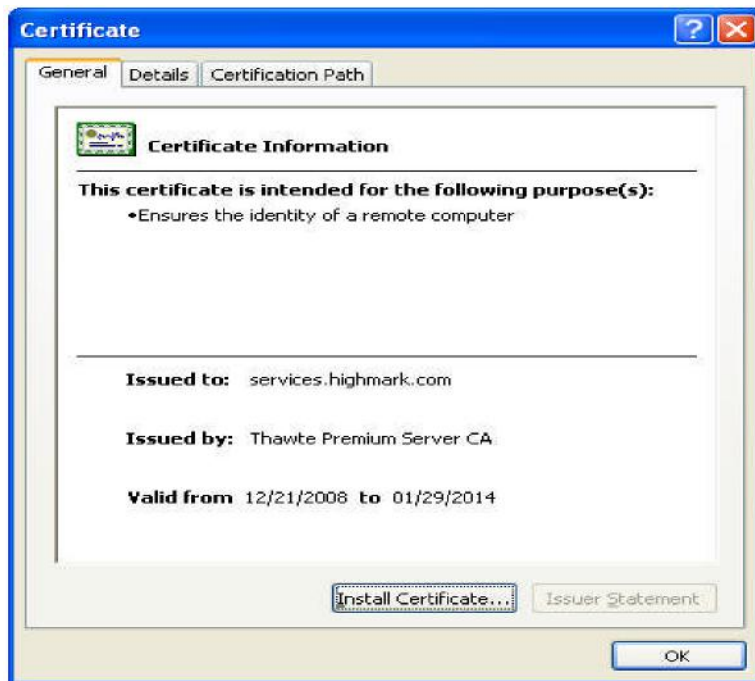 Certificate
General Details Certification Path
Certificate Information
This certificate is intended for the following purpose(s):
•Ensures the identity of a remote computer
Issued to: services.highmark.com
Issued by: Thawte Premium Server CA
Valid from 12/21/2008 to 01/29/2014
Install Certificate... Issuer Statement
OK